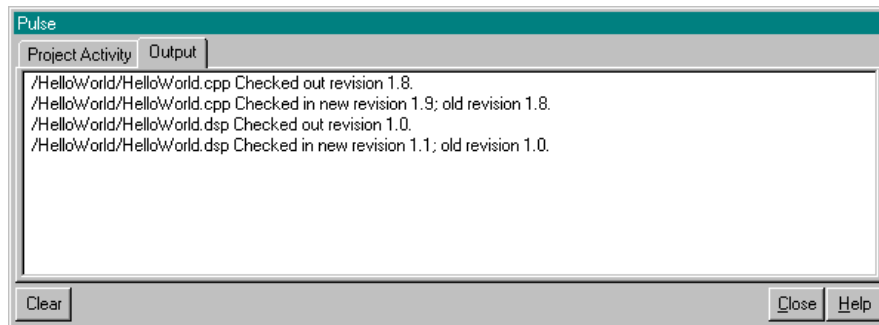 Pulse
Project Activity Output
/HelloWorld/HelloWorld.cpp Checked out revision 1.8.
/HelloWorld/HelloWorld.cpp Checked in new revision 1.9; old revision 1.8.
/HelloWorld/HelloWorld.dsp Checked out revision 1.0.
/HelloWorld/HelloWorld.dsp Checked in new revision 1.1; old revision 1.0.
Clear Close Help